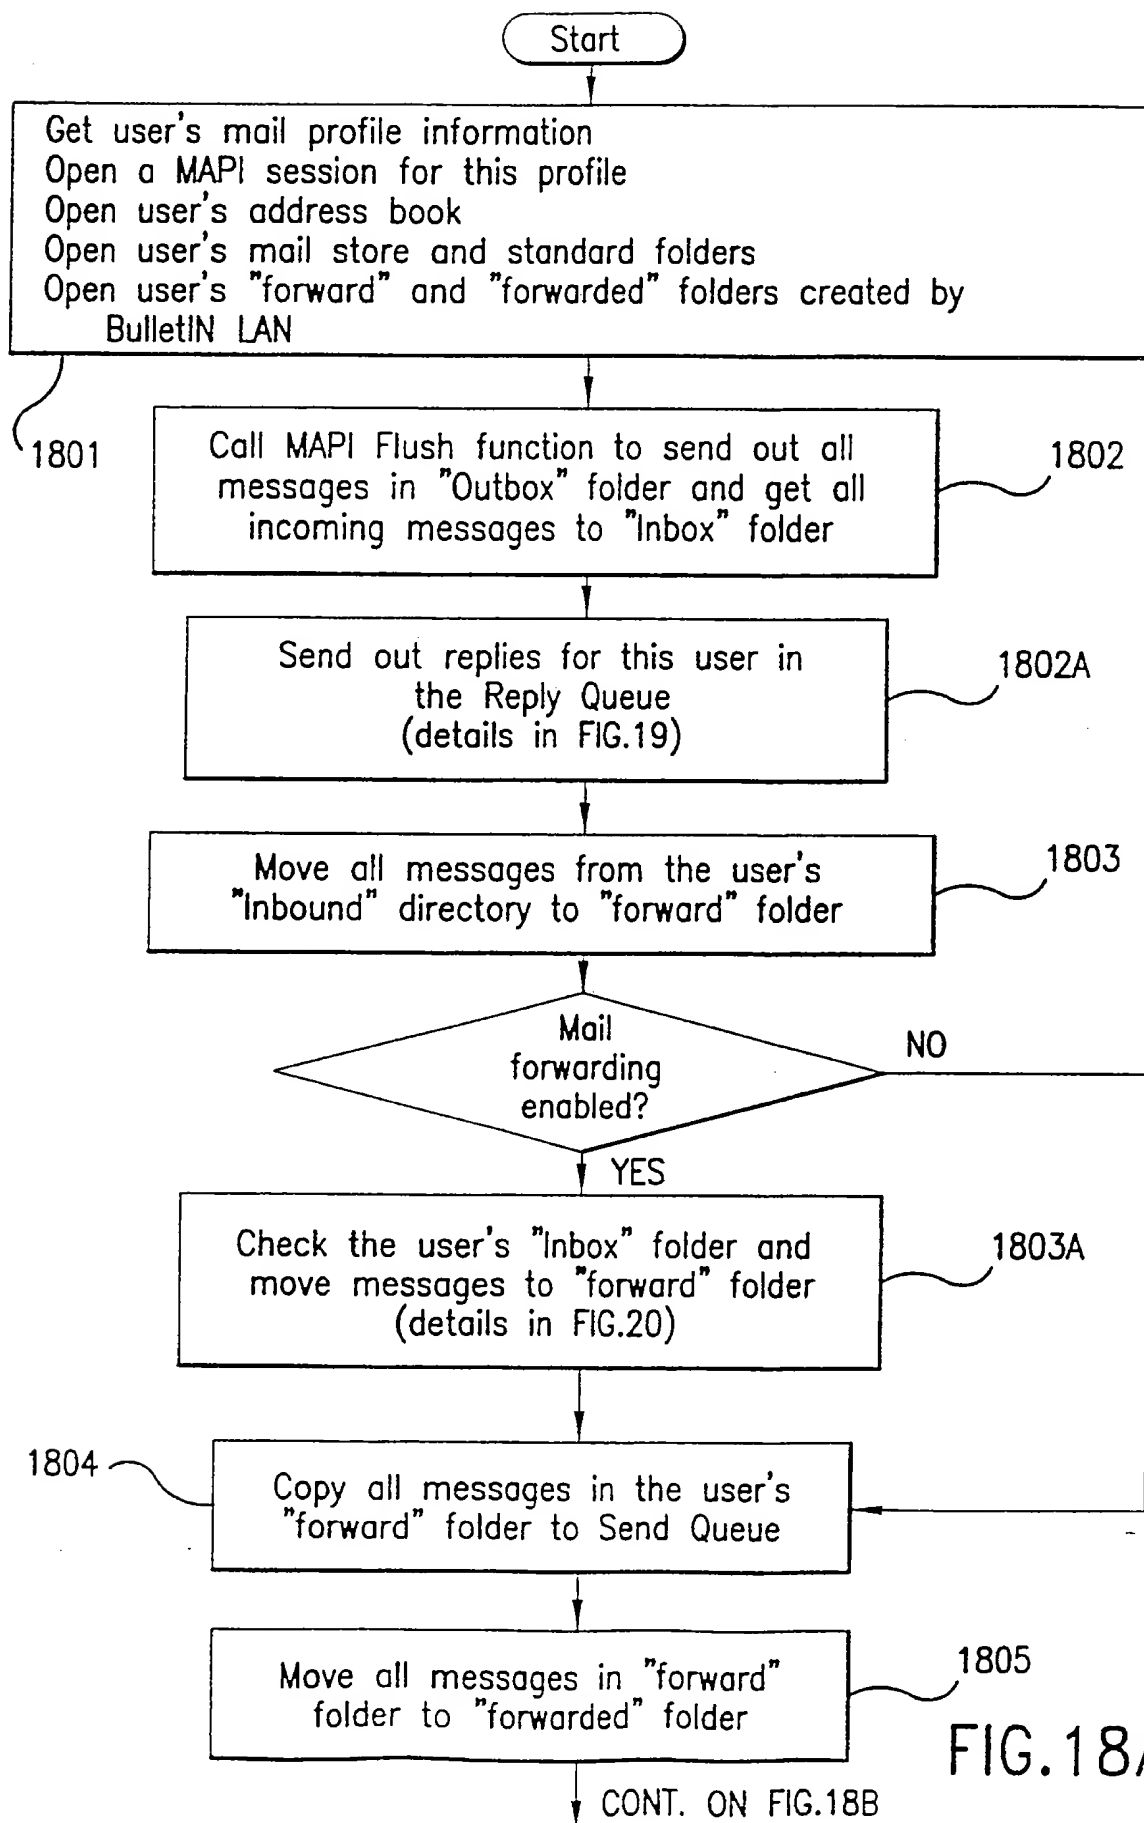 Start
Get user's mail profile information
Open a MAPI session for this profile
Open user's address book
Open user's mail store and standard folders
Open user's "forward" and "forwarded" folders created by
BulletIN LAN
1801
Call MAPI Flush function to send out all
messages in "Outbox" folder and get all
incoming messages to "Inbox" folder
1802
Send out replies for this user in
the Reply Queue
(details in FIG.19)
1802A
Move all messages from the user's
"Inbound" directory to "forward" folder
1803
Mail
forwarding
enabled?
NO
YES
Check the user's "Inbox" folder and
move messages to "forward" folder
(details in FIG.20)
1803A
1804
Copy all messages in the user's
"forward" folder to Send Queue
Move all messages in "forward"
folder to "forwarded" folder
1805
FIG.18A
CONT. ON FIG.18B